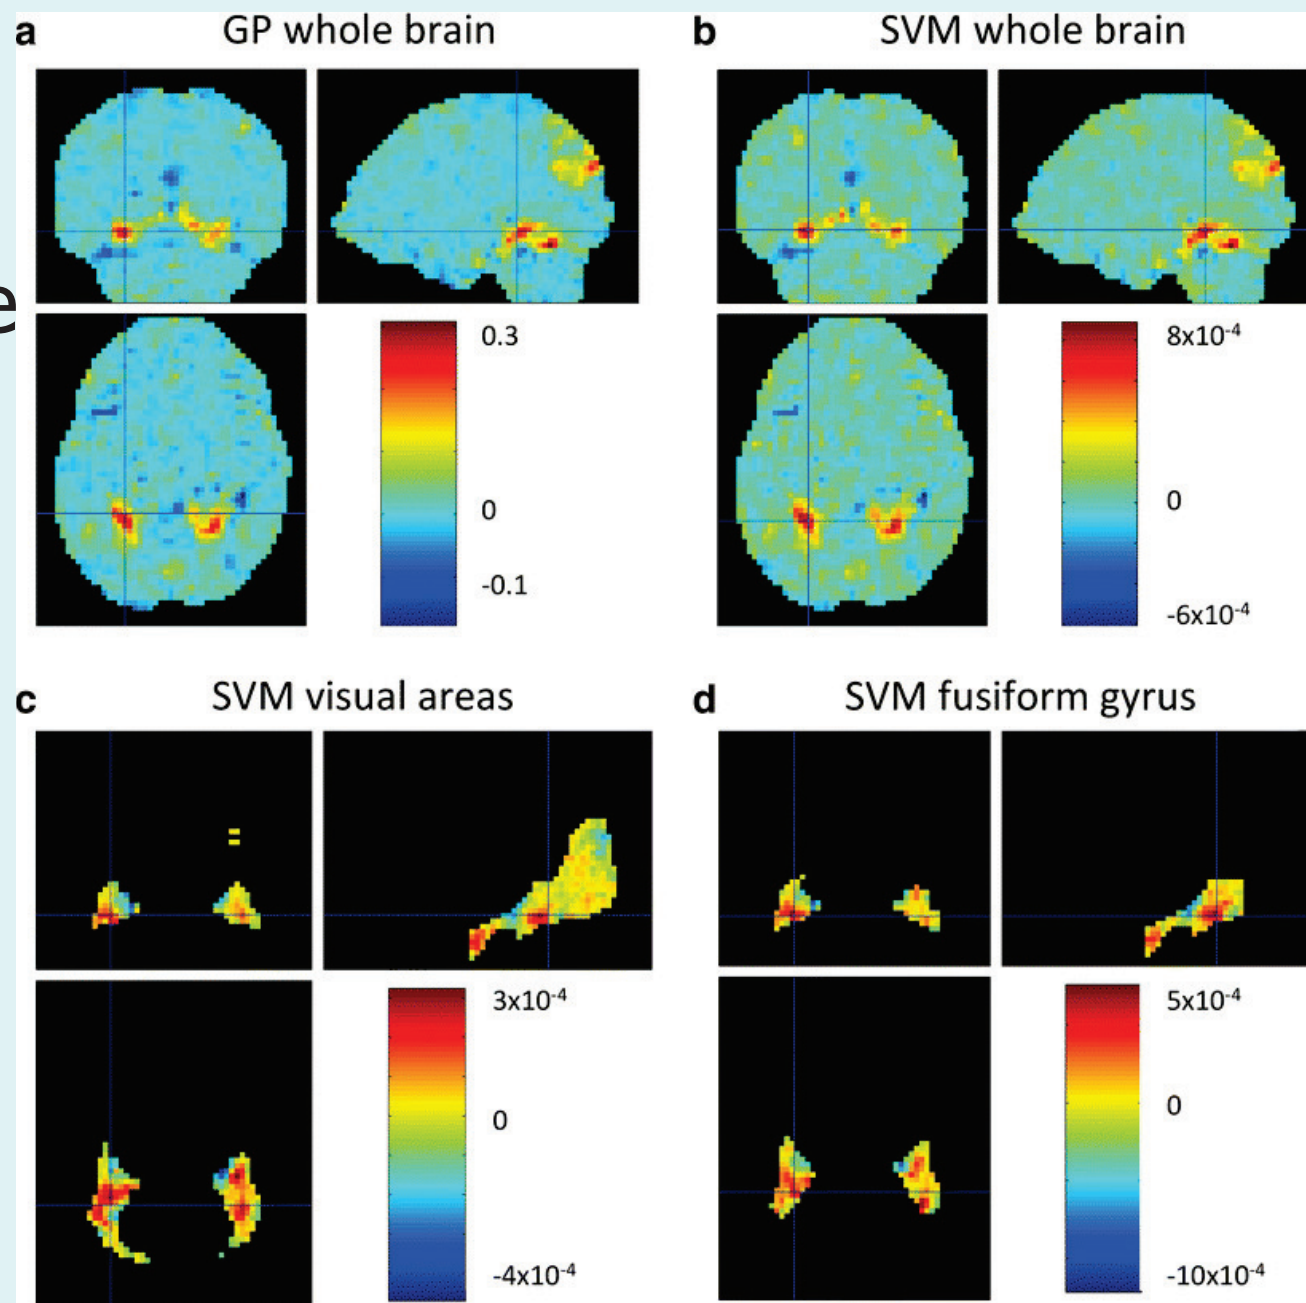 a GP whole brain
b SVM whole brain
e
0.3
0
-0.1
8x10⁻⁴
0
-6x10⁻⁴
c SVM visual areas
d SVM fusiform gyrus
3x10⁻⁴
0
-4x10⁻⁴
5x10⁻⁴
0
-10x10⁻⁴